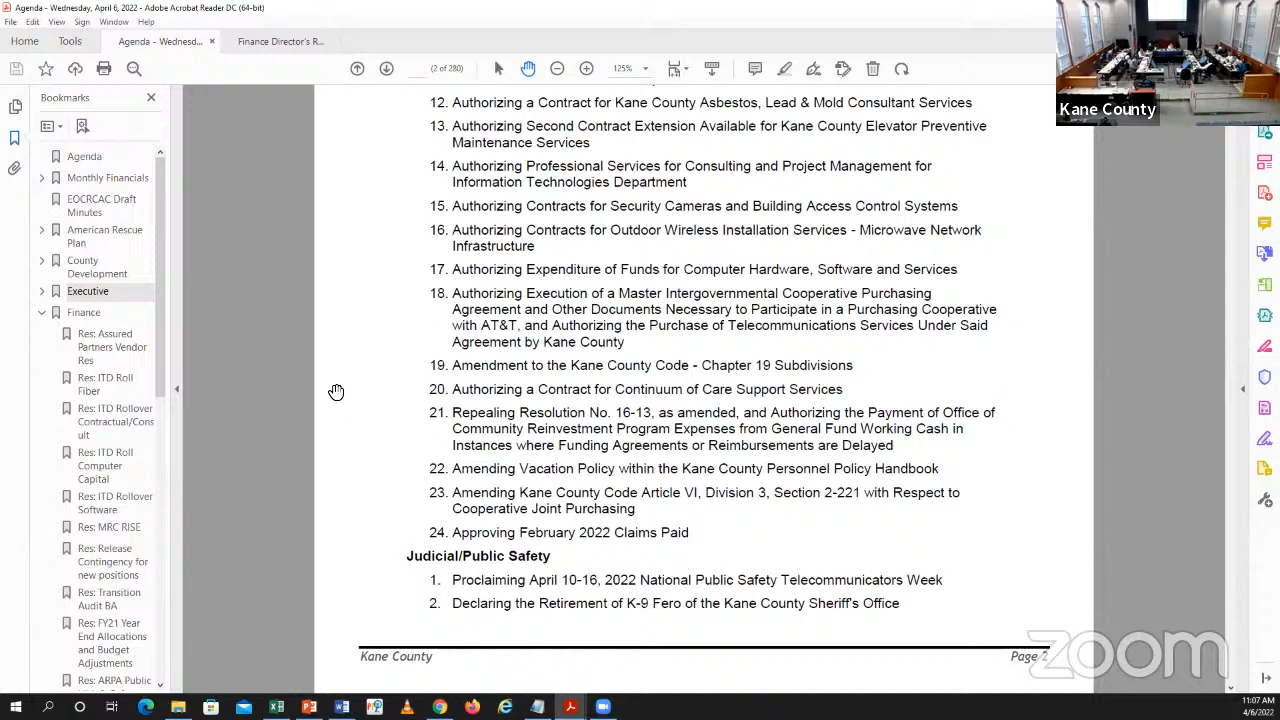 Agenda - Wednesday, April 6, 2022 - Adobe Acrobat Reader DC (64-bit)
File Edit View Sign Window Help
Home Tools Agenda - Wednesd... × Finance Director's R...
(2 of 280) 125%
Bookmarks
Agenda
Monthly Financials
EOCRCAC Draft
Minutes
American Rescue
Plan
County
Development
Executive
Finance
Res: Assured
Partners Vendor
Res
Res: ITD Roll
Fiber
Res: ITD Rollover
Contractual/Cons
ult
Res: ITD Roll
Computer
Capital
Res: ITD Rollover
Software
Res: MRC RISE
Res: Release
Contingency for
new positions
Res: Transition
Audit BA
Res: FY21 Year
End Allocations
and Budget
Adjustments
Res: ARPA Public
12. Authorizing a Contract for Kane County Asbestos, Lead & Mold Consultant Services
13. Authorizing Second Contract Extension Available for Kane County Elevator Preventive
Maintenance Services
14. Authorizing Professional Services for Consulting and Project Management for
Information Technologies Department
15. Authorizing Contracts for Security Cameras and Building Access Control Systems
16. Authorizing Contracts for Outdoor Wireless Installation Services - Microwave Network
Infrastructure
17. Authorizing Expenditure of Funds for Computer Hardware, Software and Services
18. Authorizing Execution of a Master Intergovernmental Cooperative Purchasing
Agreement and Other Documents Necessary to Participate in a Purchasing Cooperative
with AT&T, and Authorizing the Purchase of Telecommunications Services Under Said
Agreement by Kane County
19. Amendment to the Kane County Code - Chapter 19 Subdivisions
20. Authorizing a Contract for Continuum of Care Support Services
21. Repealing Resolution No. 16-13, as amended, and Authorizing the Payment of Office of
Community Reinvestment Program Expenses from General Fund Working Cash in
Instances where Funding Agreements or Reimbursements are Delayed
22. Amending Vacation Policy within the Kane County Personnel Policy Handbook
23. Amending Kane County Code Article VI, Division 3, Section 2-221 with Respect to
Cooperative Joint Purchasing
24. Approving February 2022 Claims Paid
Judicial/Public Safety
1. Proclaiming April 10-16, 2022 National Public Safety Telecommunicators Week
2. Declaring the Retirement of K-9 Fero of the Kane County Sheriff's Office
Kane County Page 2
Kane County
zoom
11:07 AM
4/6/2022